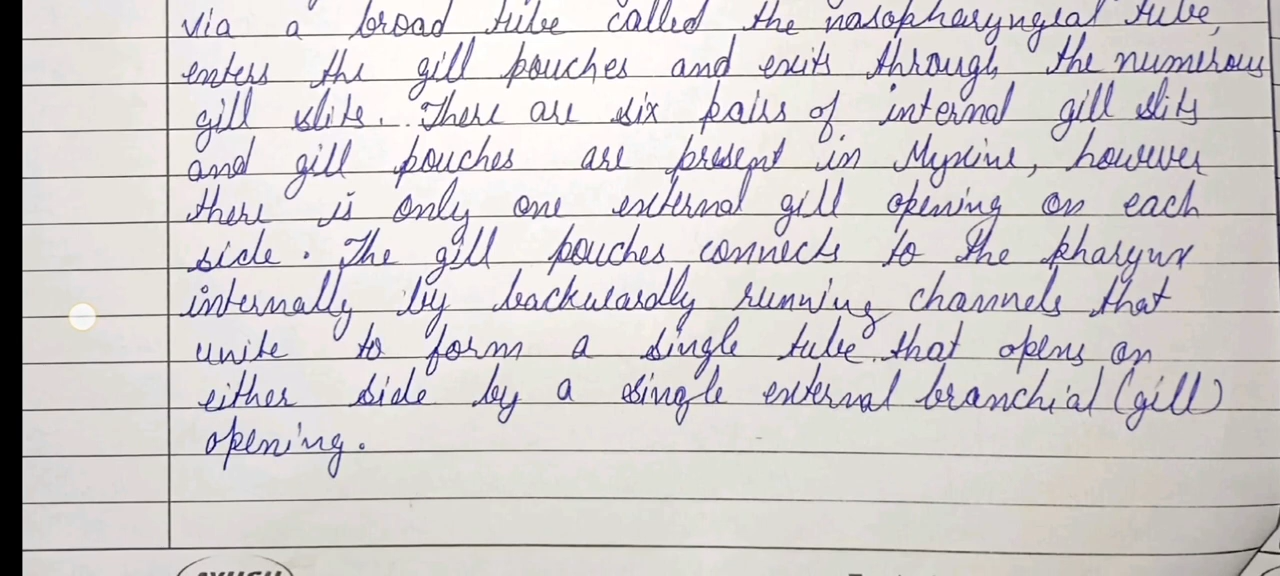 via a broad tube called the nasopharyngeal tube,
enters the gill pouches and exits through the numerous
gill slits. There are six pairs of internal gill slits
and gill pouches are present in Myxine, however
there is only one external gill opening on each
side. The gill pouches connects to the pharynx
internally by backwardly running channels that
unite to form a single tube that opens on
either side by a single external branchial (gill)
opening.